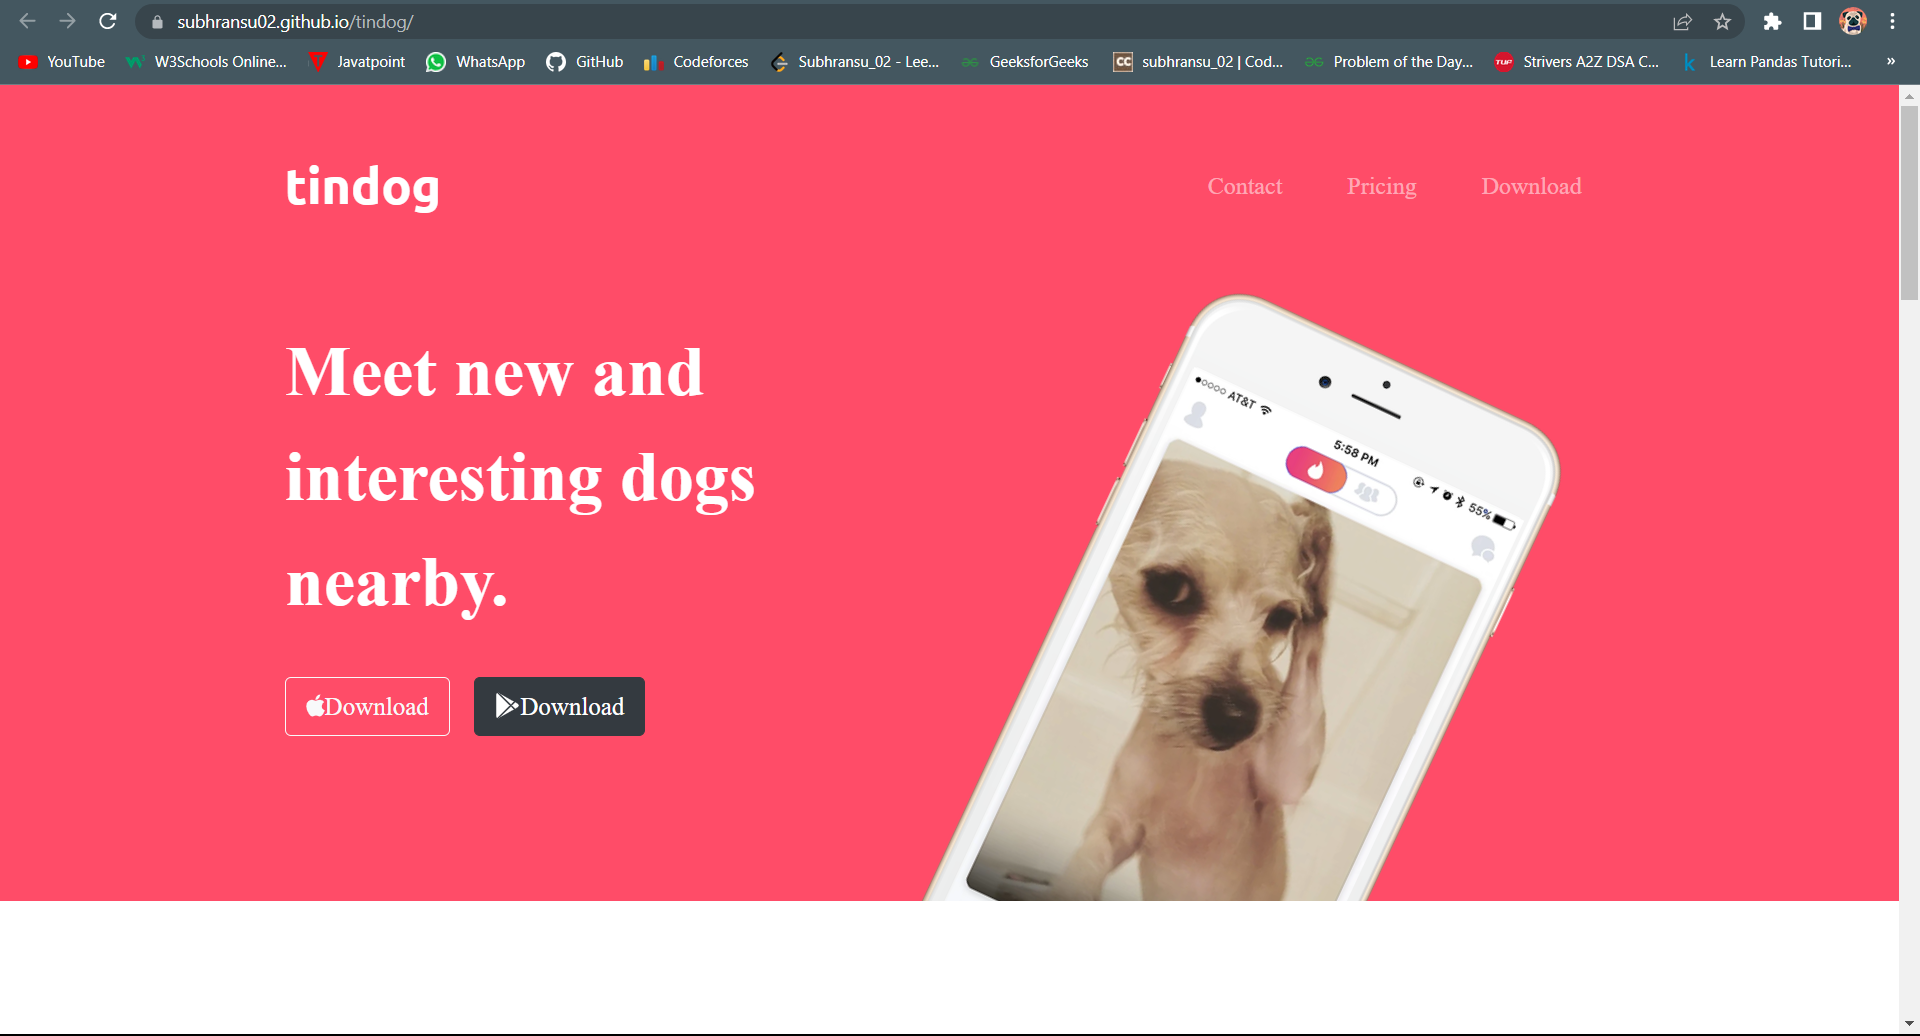 subhransu02.github.io/tindog/
YouTube W3Schools Online... Javatpoint WhatsApp GitHub Codeforces Subhransu_02 - Lee... GeeksforGeeks CC subhransu_02 | Cod... Problem of the Day... TUF Strivers A2Z DSA C... k Learn Pandas Tutori... »
tindog
Contact Pricing Download
Meet new and
interesting dogs
nearby.
Download Download
AT&T
5:58 PM
55%